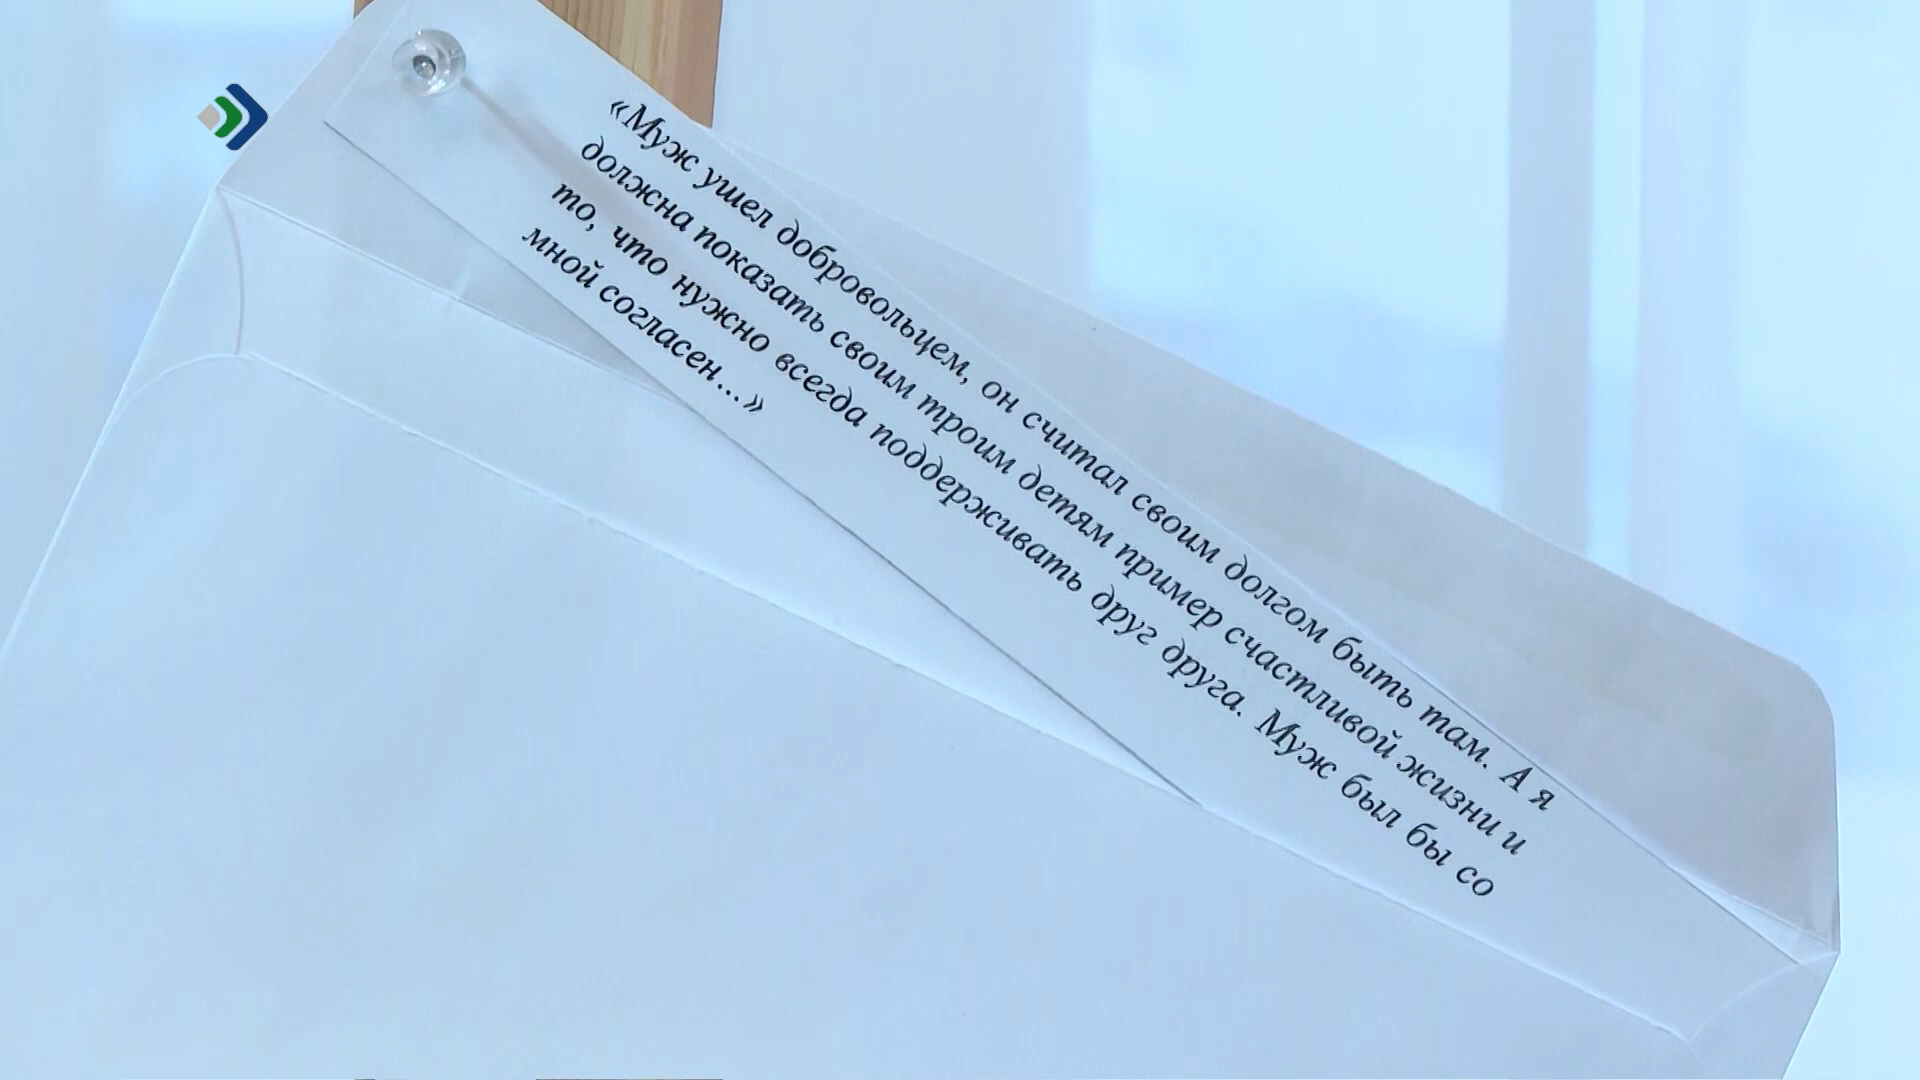 «Муж ушел добровольцем, он считал своим долгом быть там. А я
должна показать своим троим детям пример счастливой жизни и
то, что нужно всегда поддерживать друг друга. Муж был бы со
мной согласен...»